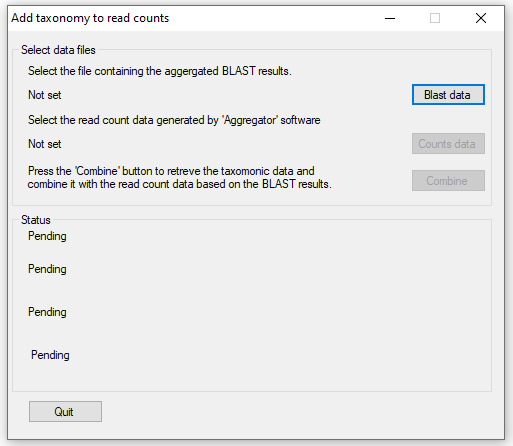 Add taxonomy to read counts
Select data files
Select the file containing the aggergated BLAST results.
Not set
Blast data
Select the read count data generated by 'Aggregator' software
Not set
Counts data
Press the 'Combine' button to retreve the taxomonic data and
combine it with the read count data based on the BLAST results.
Combine
Status
Pending
Pending
Pending
Pending
Quit